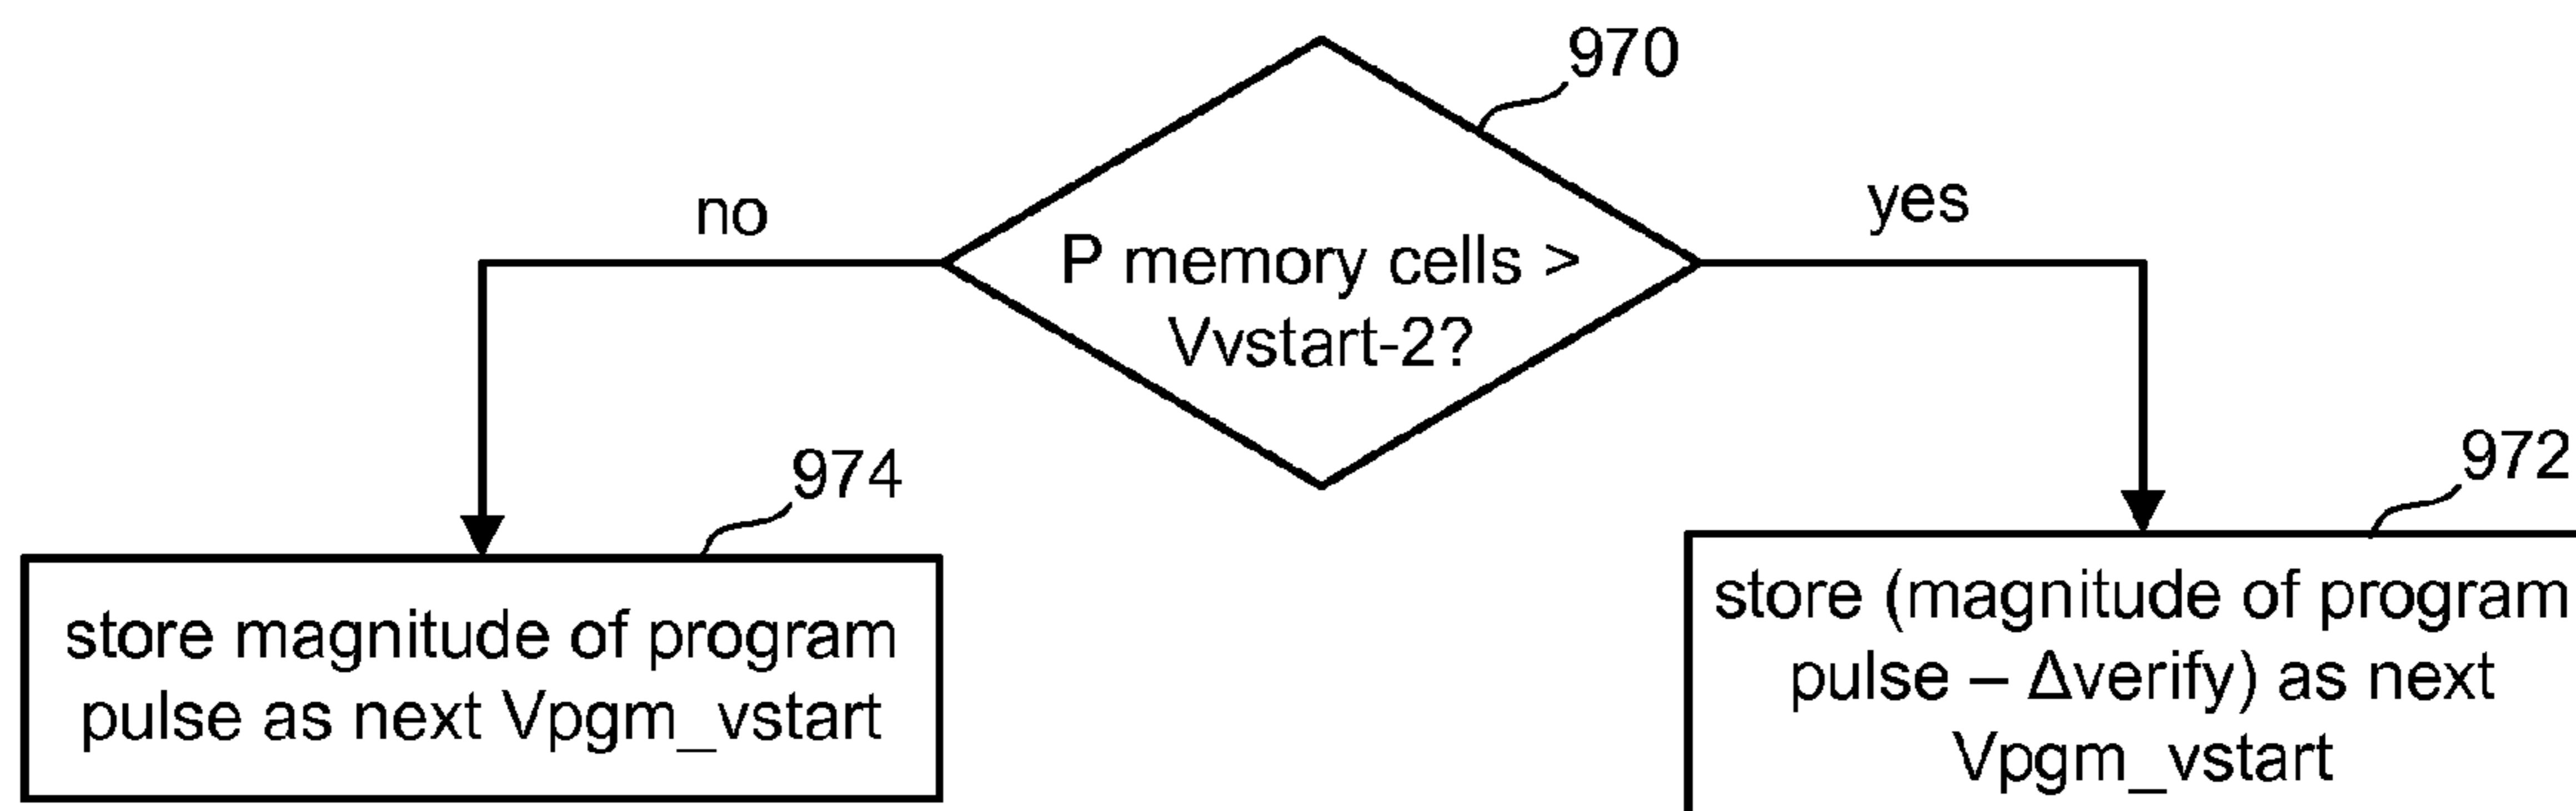 970
no
yes
P memory cells >
Vvstart-2?
974
972
store magnitude of program
pulse as next Vpgm_vstart
store (magnitude of program
pulse – Δverify) as next
Vpgm_vstart